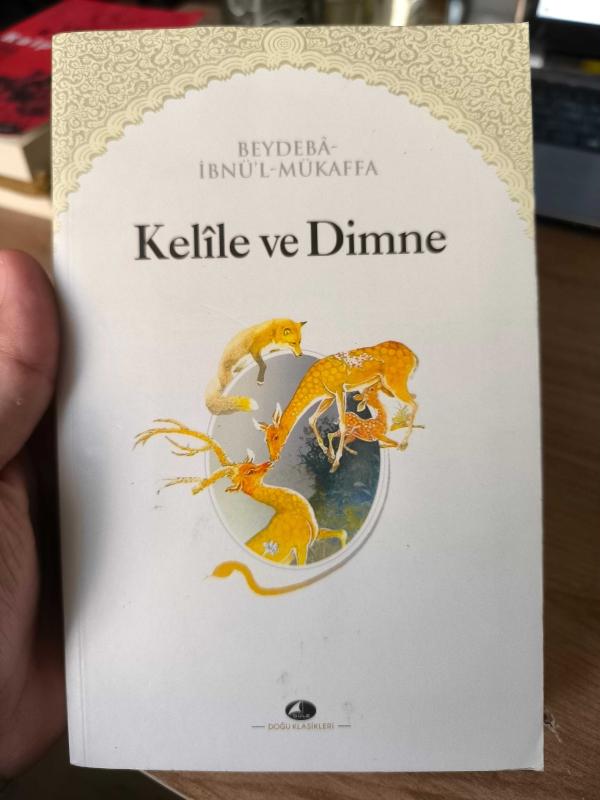 BEYDEBÂ-
İBNÜ'L-MÜKAFFA
Kelîle ve Dimne
DOĞU KLASİKLERİ